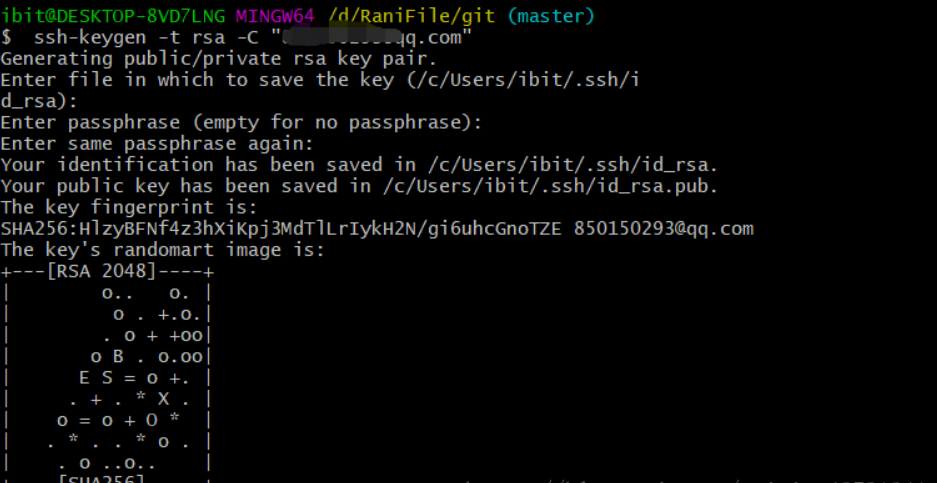 ibit@DESKTOP-8VD7LNG MINGW64 /d/RaniFile/git (master)
$ ssh-keygen -t rsa -C "qq.com"
Generating public/private rsa key pair.
Enter file in which to save the key (/c/Users/ibit/.ssh/i
d_rsa):
Enter passphrase (empty for no passphrase):
Enter same passphrase again:
Your identification has been saved in /c/Users/ibit/.ssh/id_rsa.
Your public key has been saved in /c/Users/ibit/.ssh/id_rsa.pub.
The key fingerprint is:
SHA256:HlzyBFNf4z3hXiKpj3MdTlLrIykH2N/gi6uhcGnoTZE 850150293@qq.com
The key's randomart image is:
+---[RSA 2048]----+
|        o..   o. |
|         o . +.o.|
|        . o + +oo|
|       o B . o.oo|
|      E S = o +. |
|     . + . * X . |
|    o = o + O *  |
|   . * . . * o . |
|    . o ..o..    |
+----[SHA256]-----+